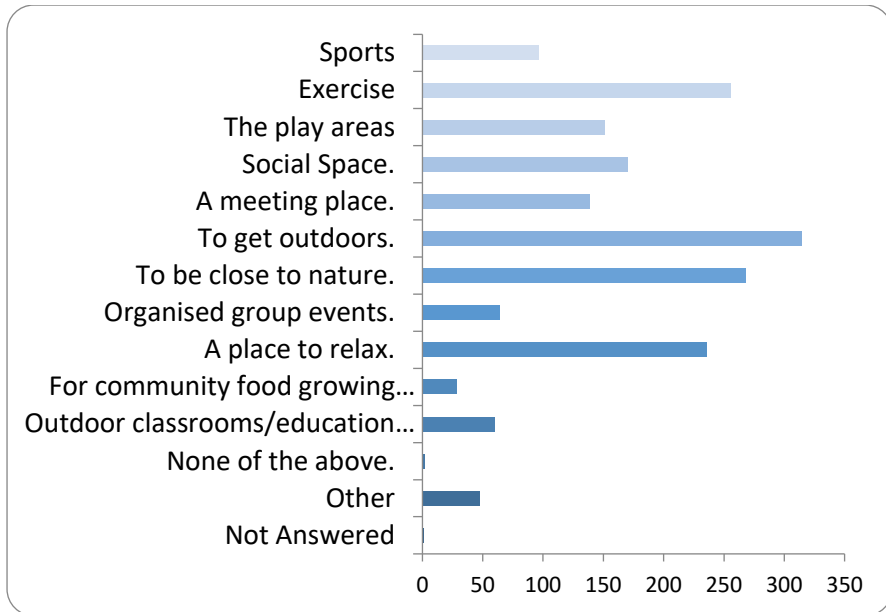 Sports
Exercise
The play areas
Social Space.
A meeting place.
To get outdoors.
To be close to nature.
Organised group events.
A place to relax.
For community food growing...
Outdoor classrooms/education...
None of the above.
Other
Not Answered
0 50 100 150 200 250 300 350